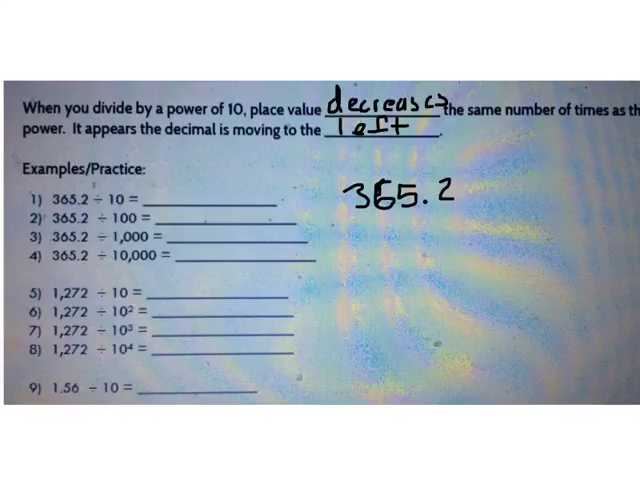 When you divide by a power of 10, place value decreases the same number of times as th
power. It appears the decimal is moving to the left.
Examples/Practice:
1) 365.2 ÷ 10 = 
365.2
2) 365.2 ÷ 100 = 
3) 365.2 ÷ 1,000 = 
4) 365.2 ÷ 10,000 = 
5) 1,272 ÷ 10 = 
6) 1,272 ÷ 10² = 
7) 1,272 ÷ 10³ = 
8) 1,272 ÷ 10⁴ = 
9) 1.56 ÷ 10 =